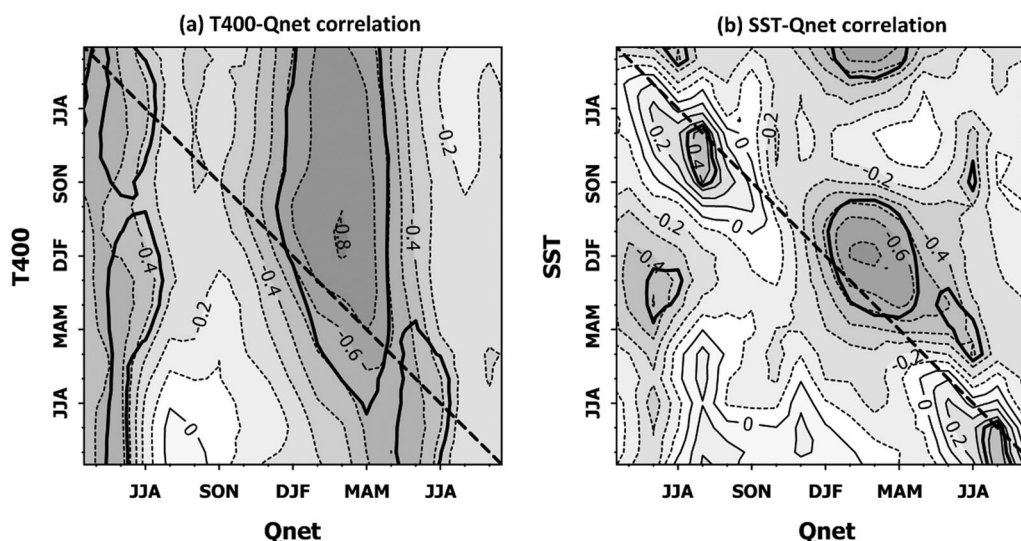 (a) T400-Qnet correlation
(b) SST-Qnet correlation
T400
JJA
SON
DJF
MAM
JJA
-0.2
-0.4
-0.8
-0.4
-0.4
-0.2
-0.6
0
JJA
SON
DJF
MAM
JJA
Qnet
SST
JJA
SON
DJF
MAM
JJA
0.2
-0.2
0.4
-0.2
0
-0.2
-0.4
-0.6
-0.4
-0.2
0
0
0.2
JJA
SON
DJF
MAM
JJA
Qnet